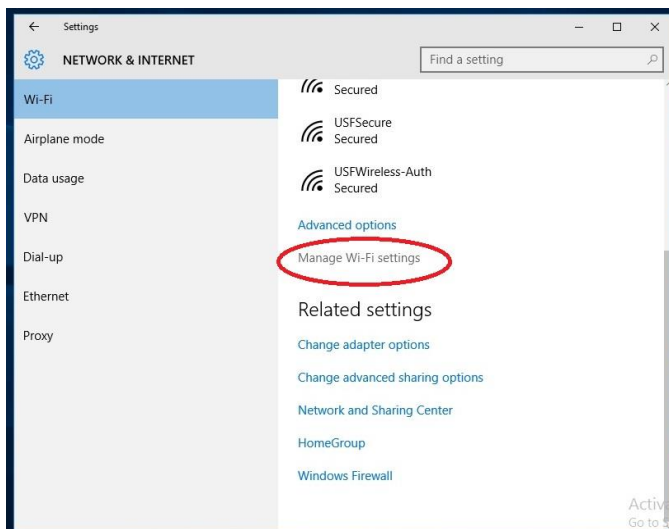 Settings
NETWORK & INTERNET
Find a setting
Wi-Fi
Airplane mode
Data usage
VPN
Dial-up
Ethernet
Proxy
Secured
USFSecure
Secured
USFWireless-Auth
Secured
Advanced options
Manage Wi-Fi settings
Related settings
Change adapter options
Change advanced sharing options
Network and Sharing Center
HomeGroup
Windows Firewall
Go to